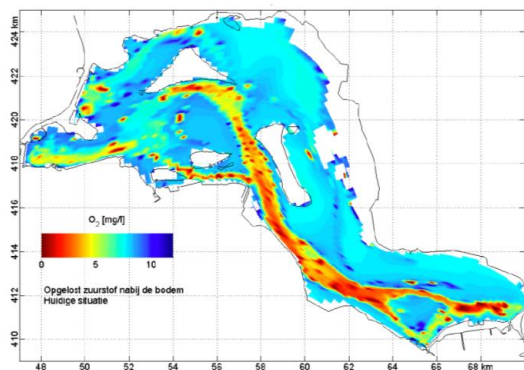 424 km
422
420
418
416
414
412
410
O2 [mg/l]
0 5 10
Opgelost zuurstof nabij de bodem
Huidige situatie
48 50 52 54 56 58 60 62 64 66 68 km